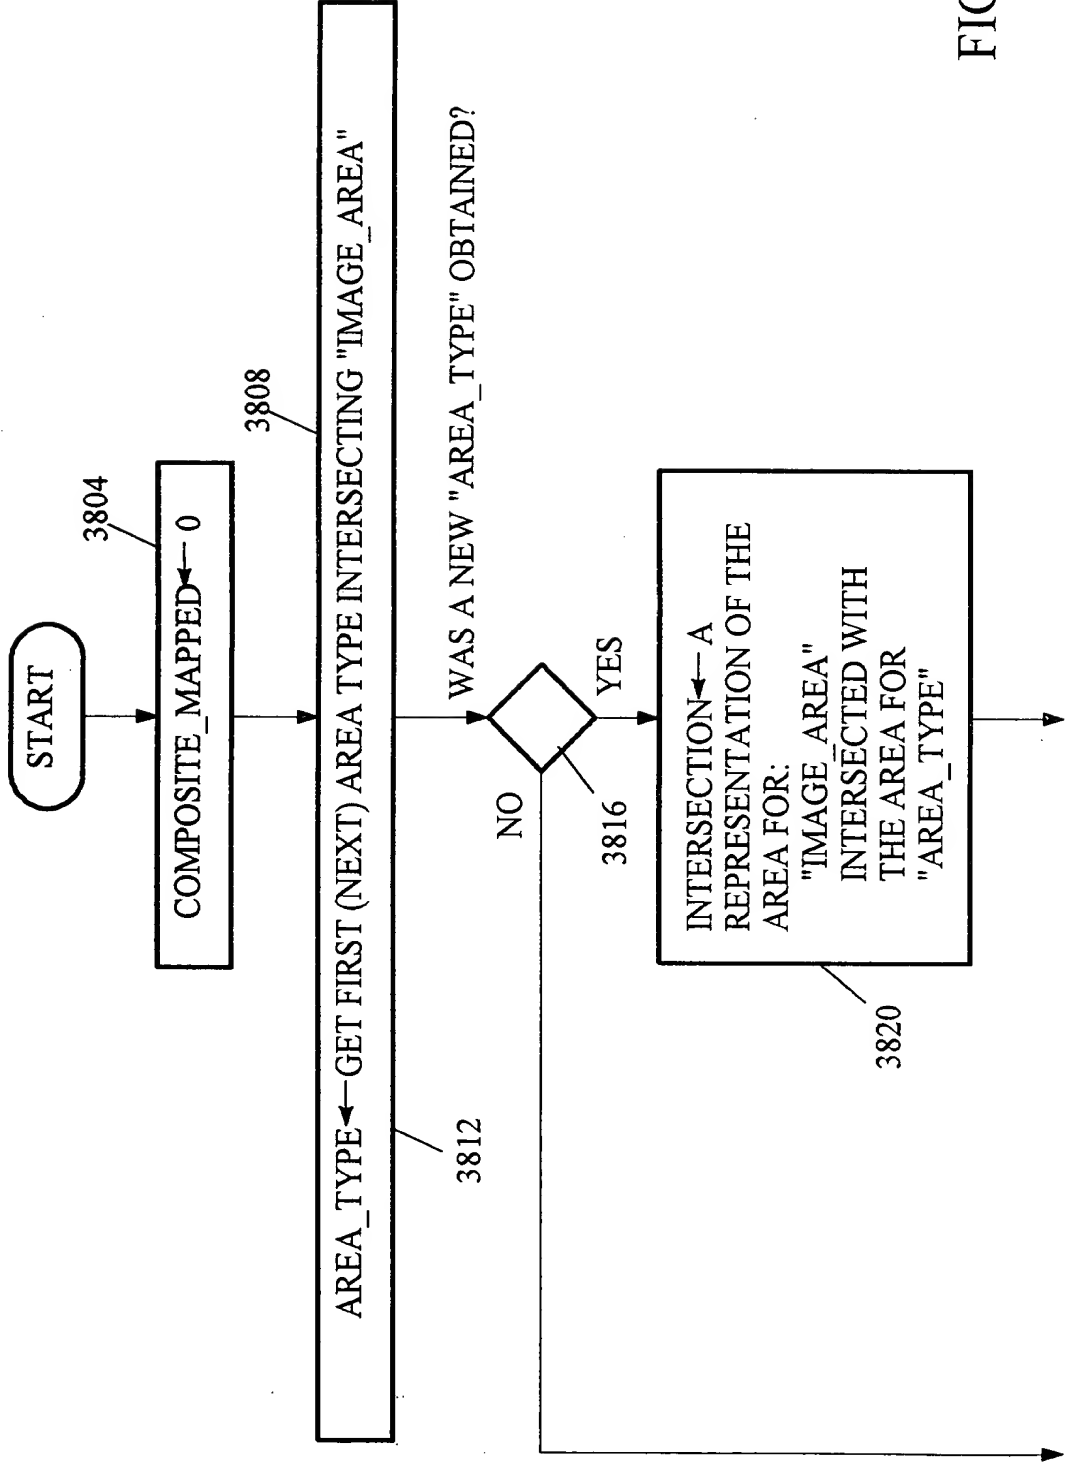 START
3804
COMPOSITE_MAPPED ← 0
3808
AREA_TYPE ← GET FIRST (NEXT) AREA TYPE INTERSECTING "IMAGE_AREA"
3812
WAS A NEW "AREA_TYPE" OBTAINED?
NO
YES
3816
INTERSECTION ← A
REPRESENTATION OF THE
AREA FOR:
"IMAGE_AREA"
INTERSECTED WITH
THE AREA FOR
"AREA_TYPE"
3820